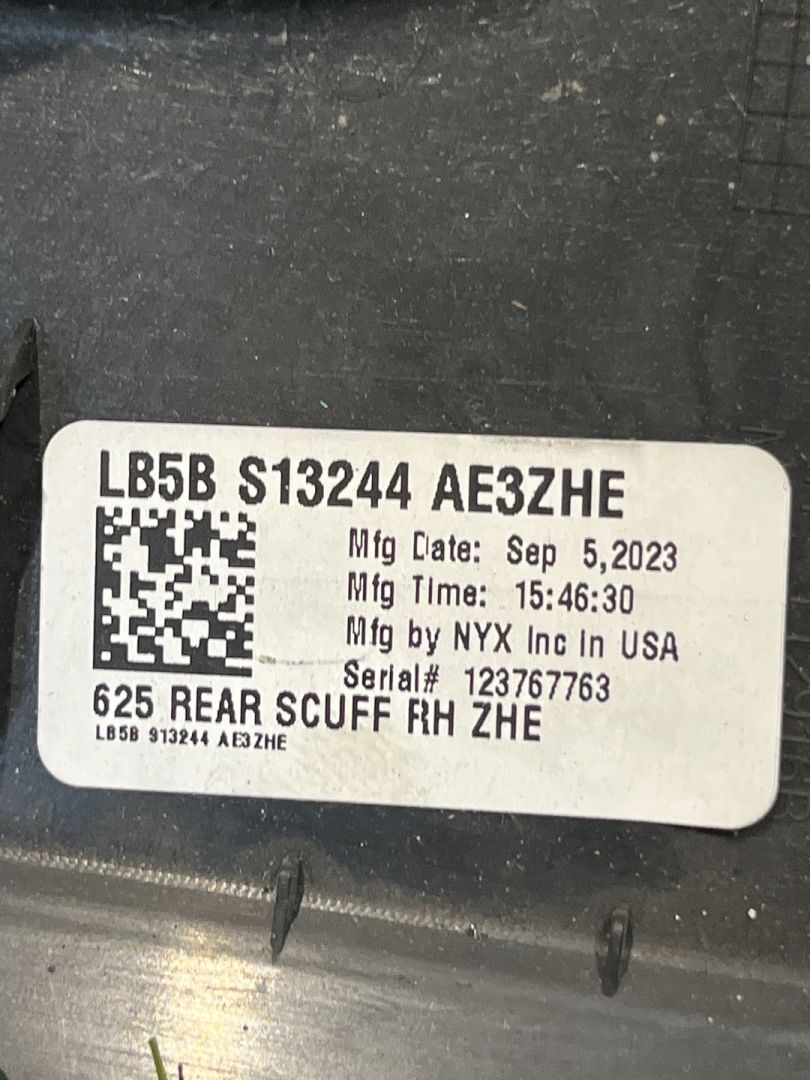 LB5B S13244 AE3ZHE
Mfg Date: Sep 5,2023
Mfg Time: 15:46:30
Mfg by NYX Inc in USA
Serial# 123767763
625 REAR SCUFF RH ZHE
LB5B S13244 AE3ZHE